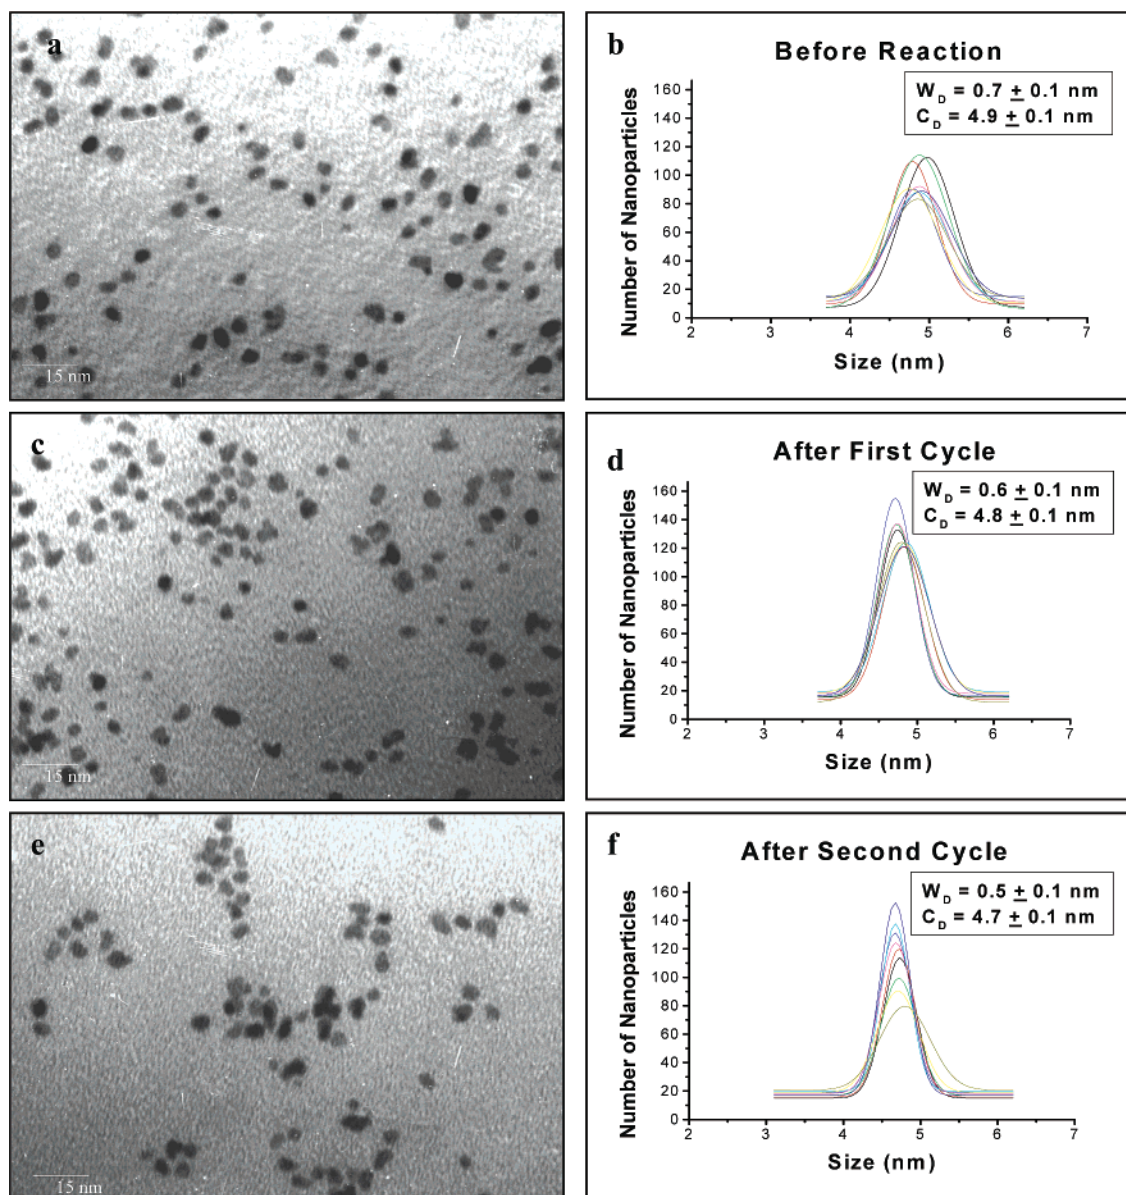 a
15 nm
b
Before Reaction
W_D = 0.7 ± 0.1 nm
C_D = 4.9 ± 0.1 nm
Number of Nanoparticles
160
140
120
100
80
60
40
20
0
2 3 4 5 6 7
Size (nm)
c
15 nm
d
After First Cycle
W_D = 0.6 ± 0.1 nm
C_D = 4.8 ± 0.1 nm
Number of Nanoparticles
160
140
120
100
80
60
40
20
0
2 3 4 5 6 7
Size (nm)
e
15 nm
f
After Second Cycle
W_D = 0.5 ± 0.1 nm
C_D = 4.7 ± 0.1 nm
Number of Nanoparticles
160
140
120
100
80
60
40
20
0
2 3 4 5 6 7
Size (nm)